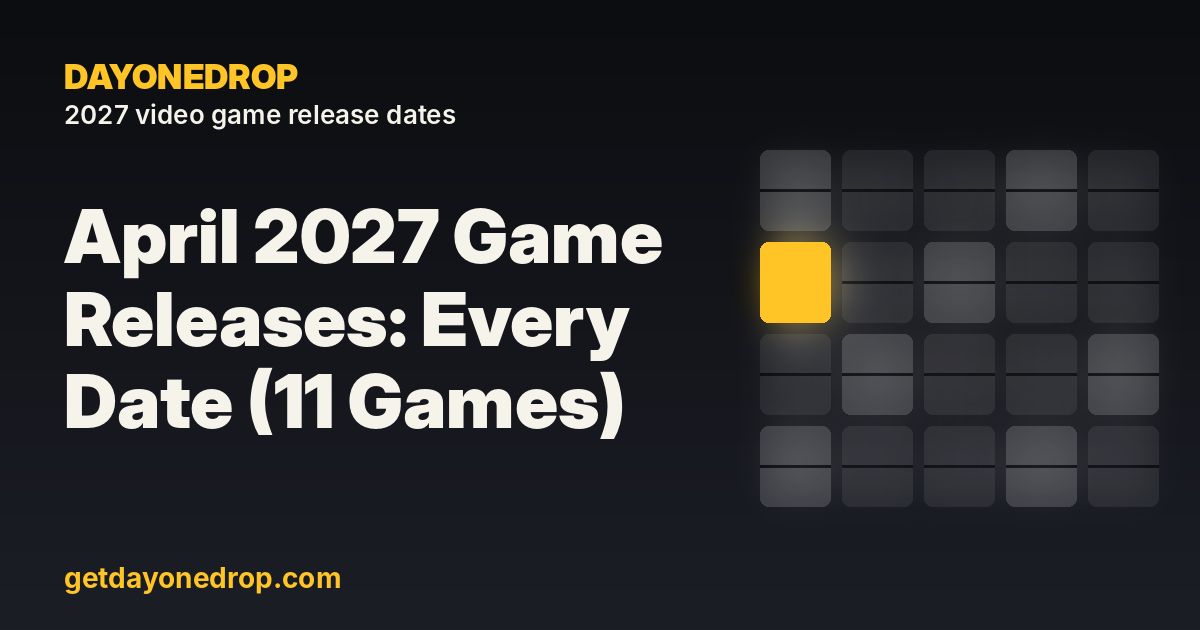 DAYONEDROP
2027 video game release dates
April 2027 Game
Releases: Every
Date (11 Games)
getdayonedrop.com